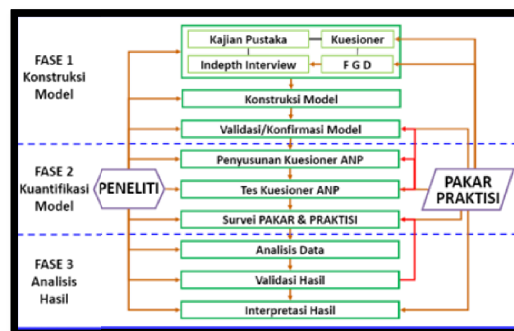 FASE 1
Konstruksi
Model
Kajian Pustaka
Kuesioner
Indepth Interview
F G D
Konstruksi Model
Validasi/Konfirmasi Model
FASE 2
Kuantifikasi
Model
PENELITI
Penyusunan Kuesioner ANP
Tes Kuesioner ANP
Survei PAKAR & PRAKTISI
PAKAR
PRAKTISI
FASE 3
Analisis
Hasil
Analisis Data
Validasi Hasil
Interpretasi Hasil